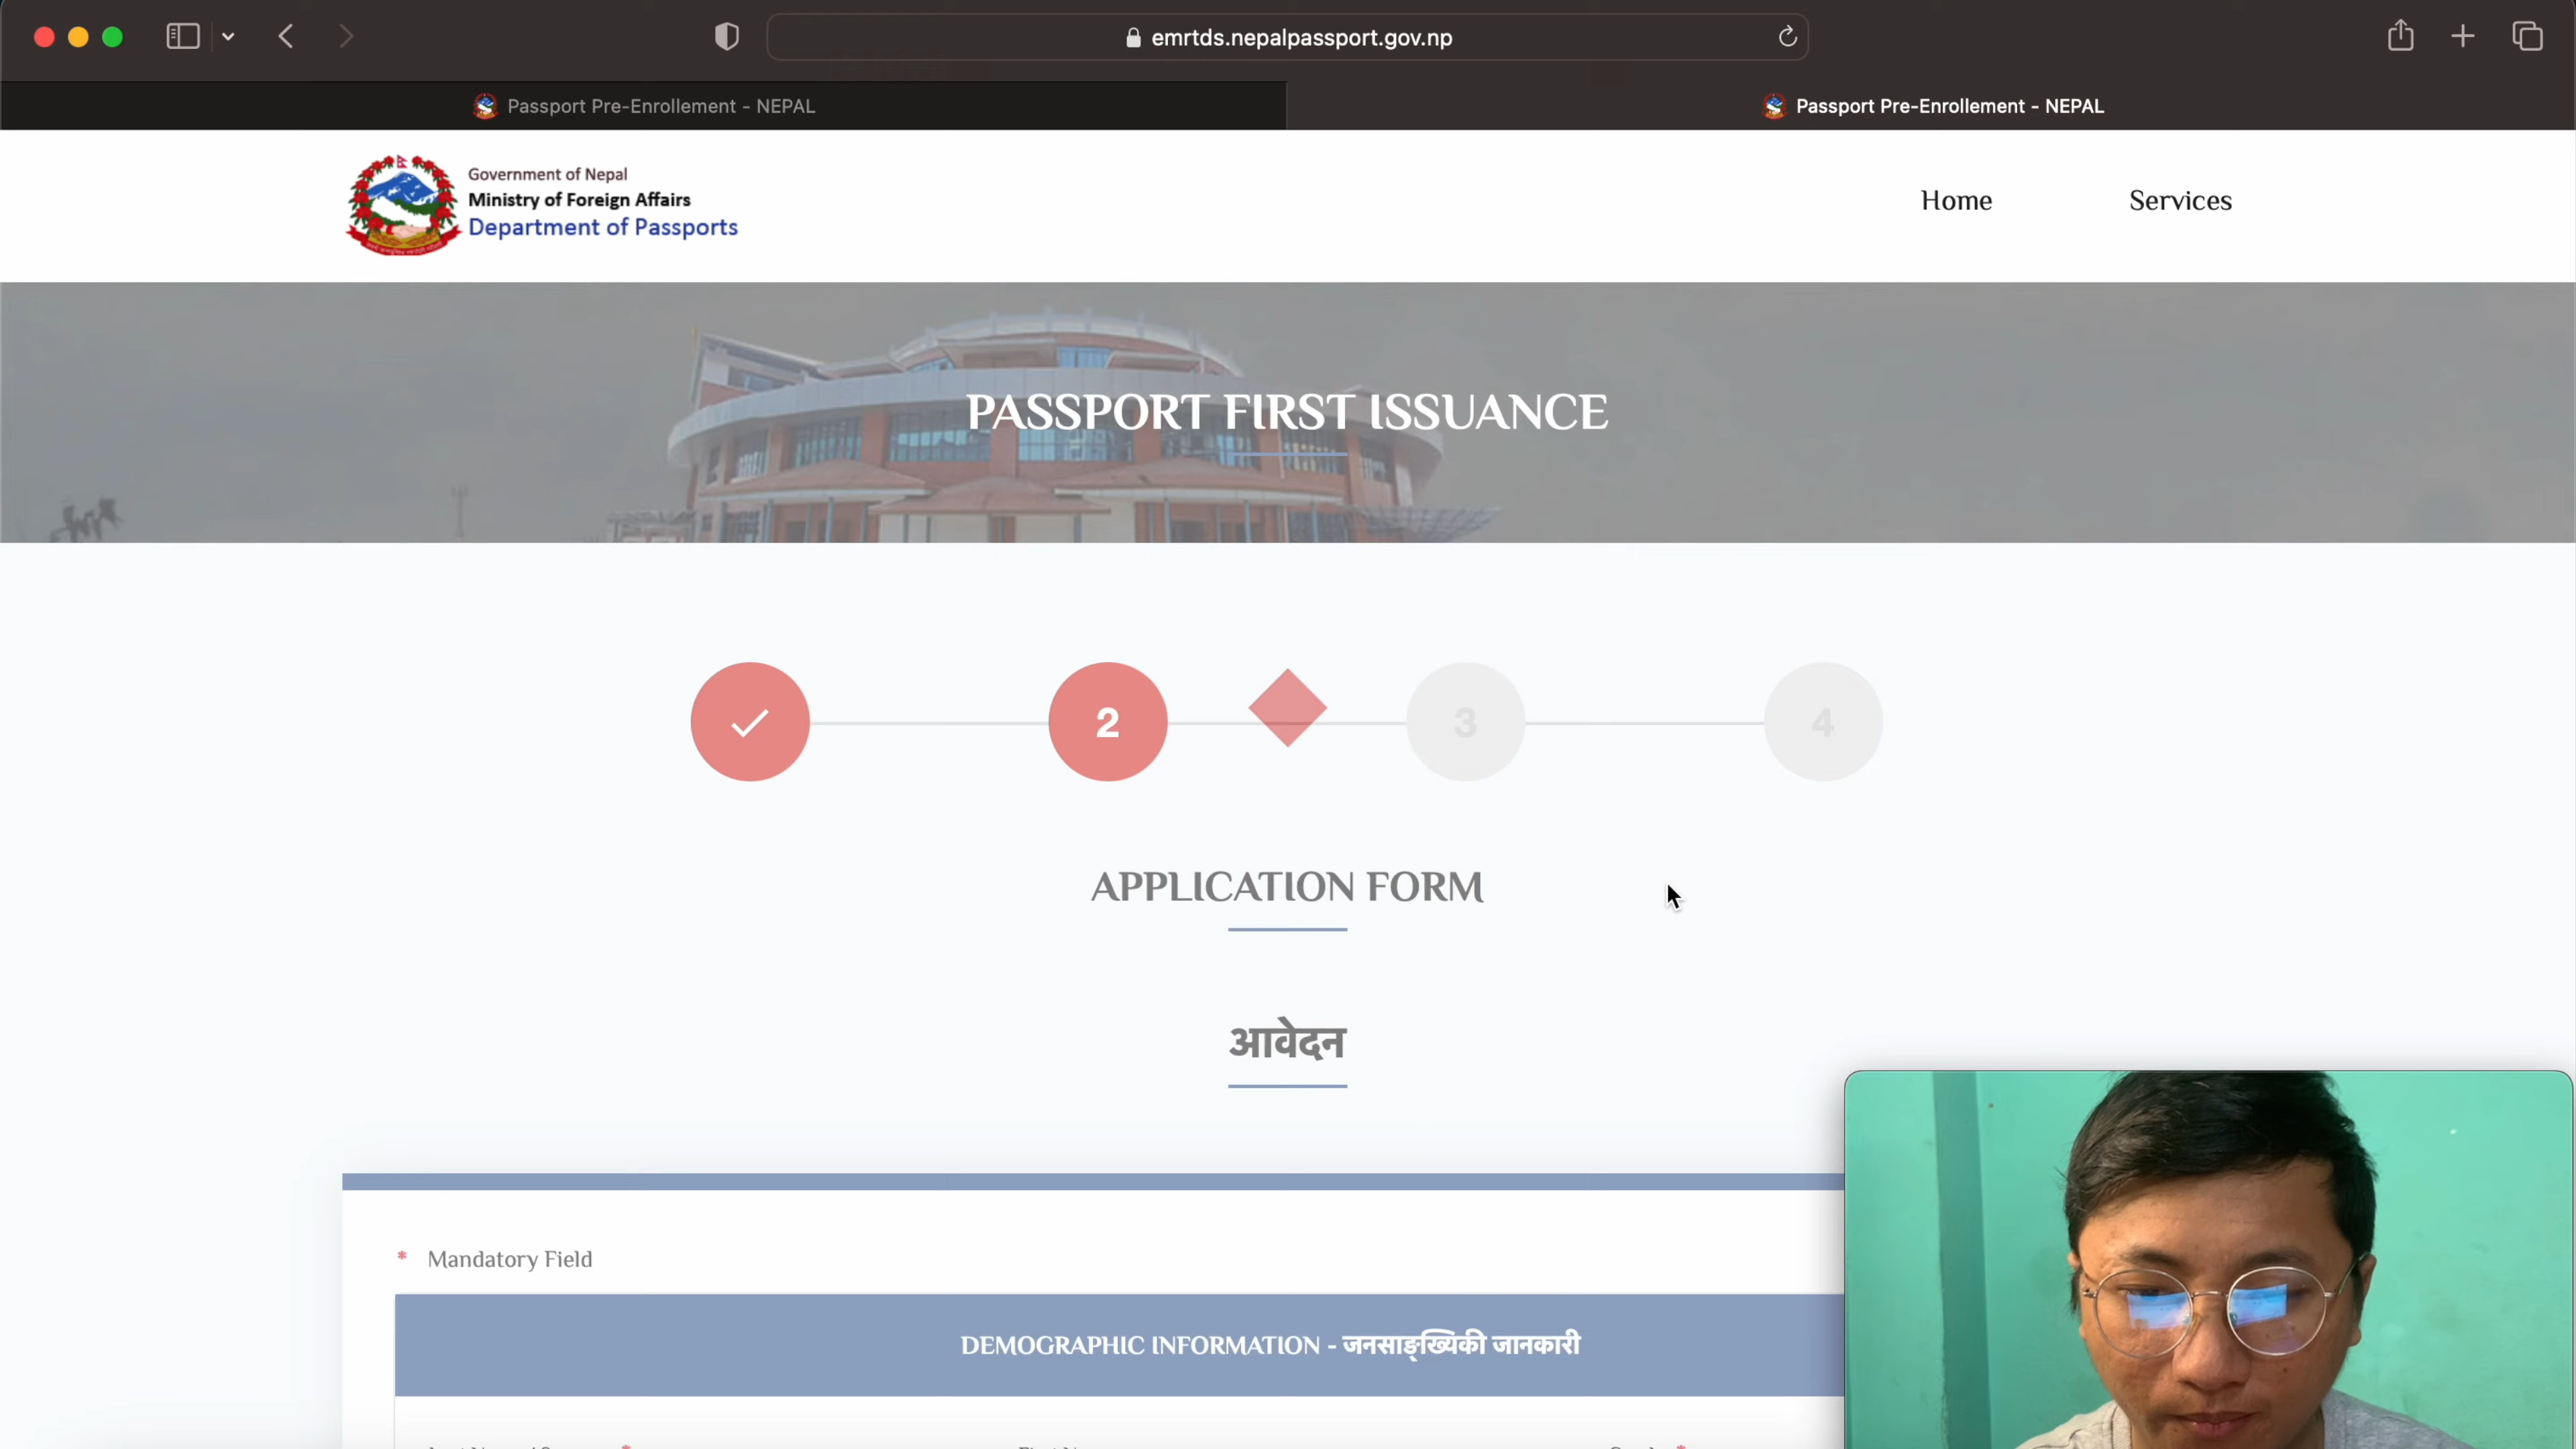 emrtds.nepalpassport.gov.np
Passport Pre-Enrollement - NEPAL
Passport Pre-Enrollement - NEPAL
Government of Nepal
Ministry of Foreign Affairs
Department of Passports
Home
Services
PASSPORT FIRST ISSUANCE
2
3
4
APPLICATION FORM
आवेदन
* Mandatory Field
DEMOGRAPHIC INFORMATION - जनसाङ्ख्यिकी जानकारी